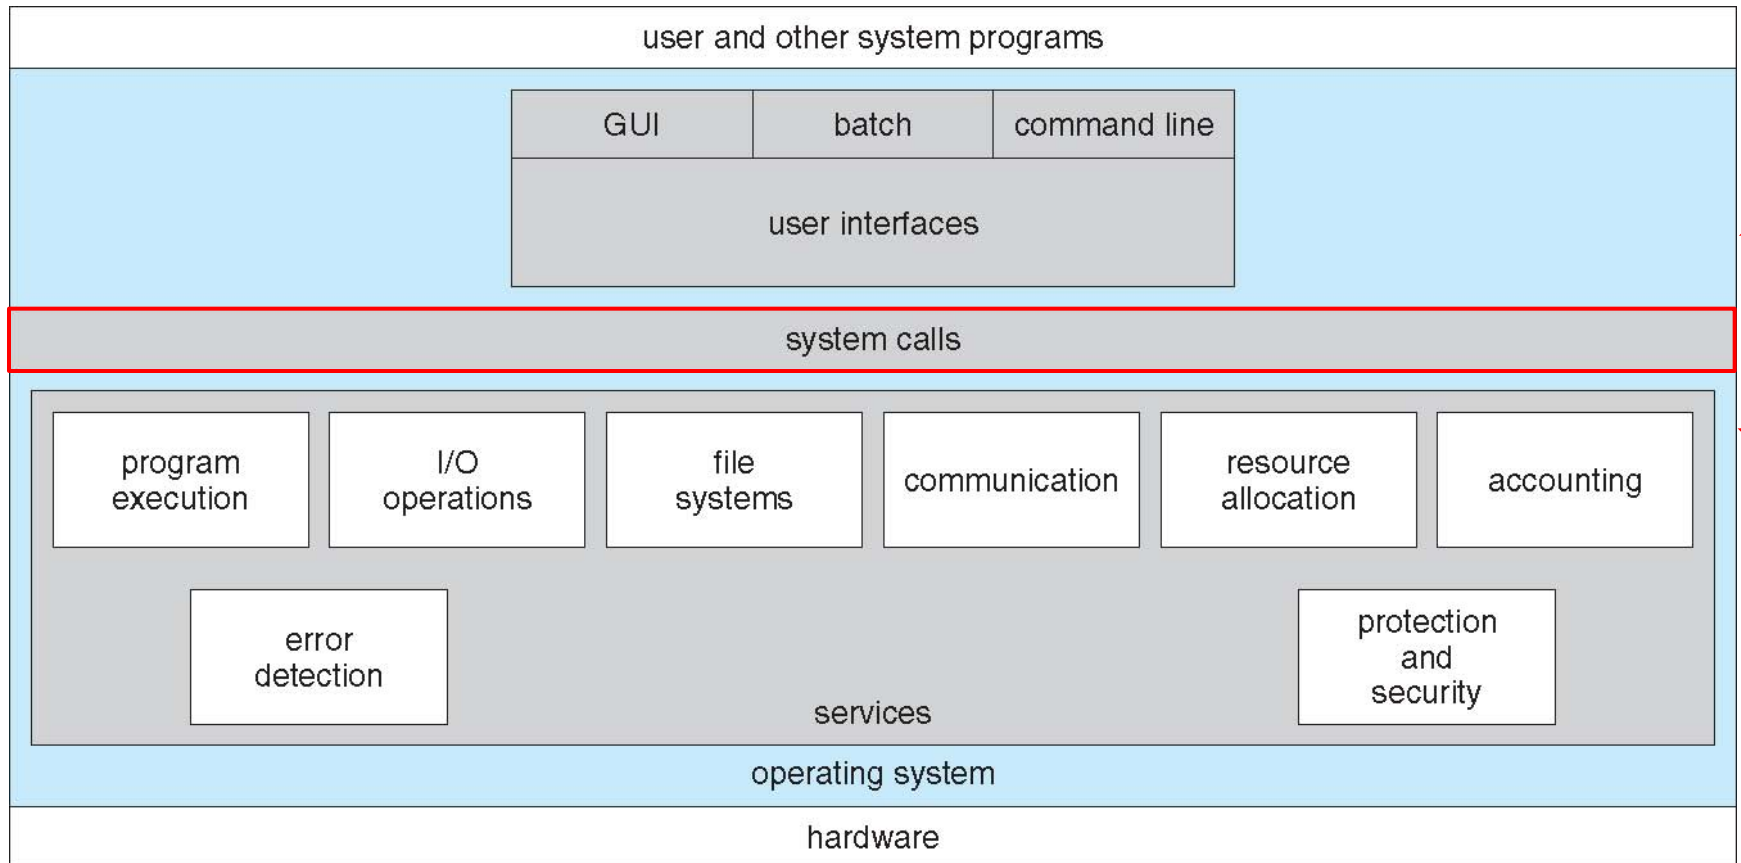 user and other system programs
GUI
batch
command line
user interfaces
system calls
program
execution
I/O
operations
file
systems
communication
resource
allocation
accounting
error
detection
protection
and
security
services
operating system
hardware